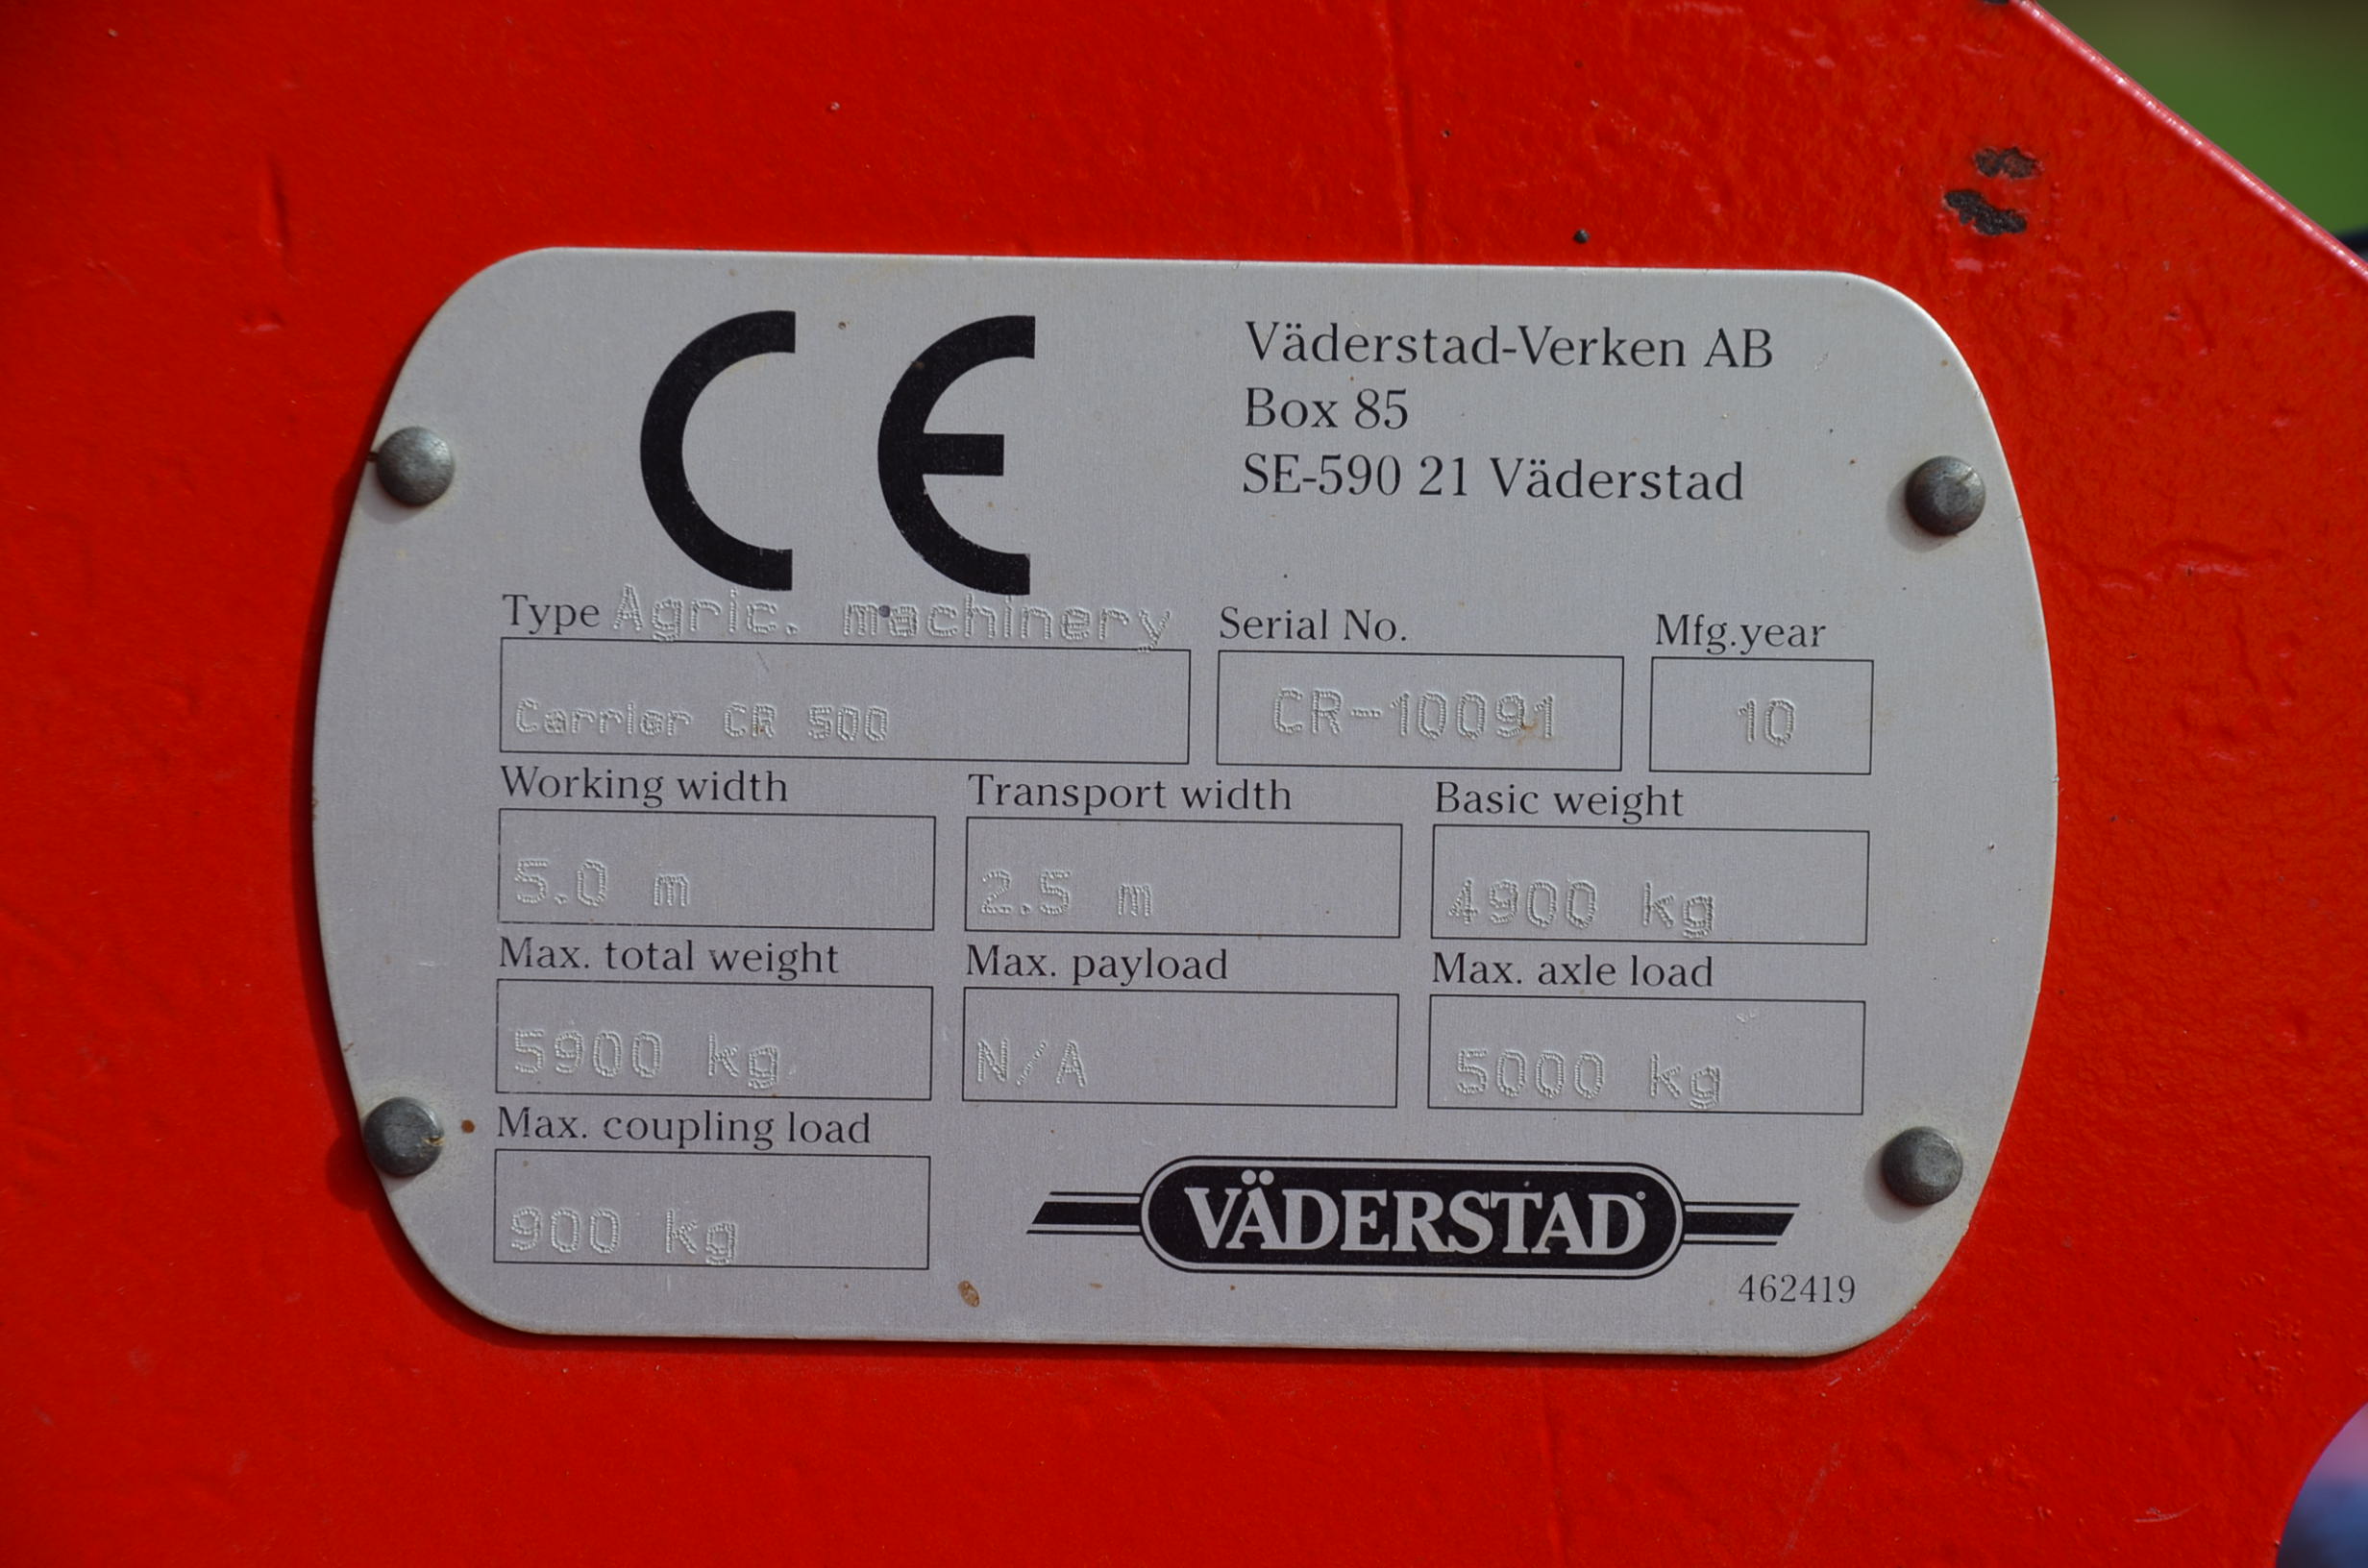 CE
Väderstad-Verken AB
Box 85
SE-590 21 Väderstad
Type Agric. machinery
Serial No.
Mfg.year
Carrier CR 500
CR-10091
10
Working width
Transport width
Basic weight
5.0 m
2.5 m
4900 kg
Max. total weight
Max. payload
Max. axle load
5900 kg
N/A
5000 kg
Max. coupling load
900 kg
VÄDERSTAD
462419